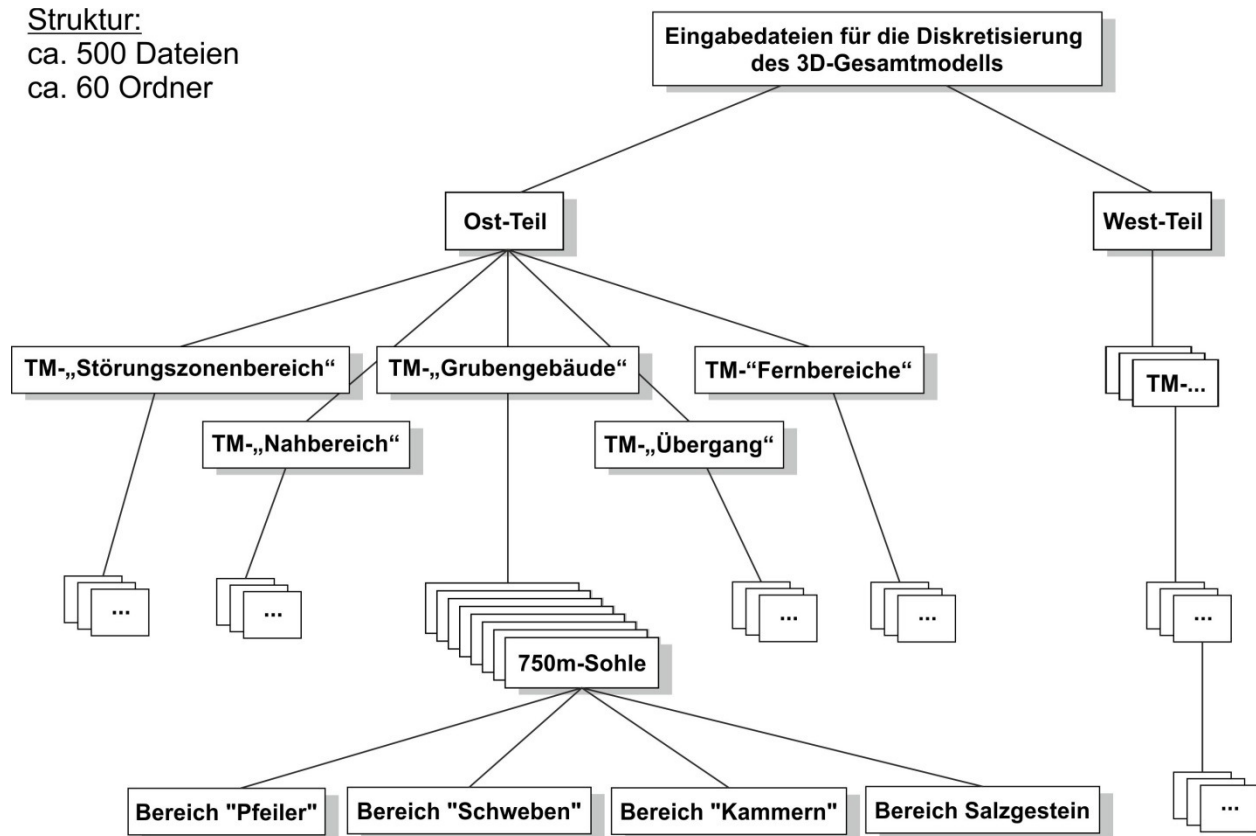 Struktur:
ca. 500 Dateien
ca. 60 Ordner
Eingabedateien für die Diskretisierung
des 3D-Gesamtmodells
Ost-Teil
West-Teil
TM-„Störungszonenbereich“
TM-„Grubengebäude“
TM-“Fernbereiche“
TM-...
TM-„Nahbereich“
TM-„Übergang“
...
...
...
...
...
750m-Sohle
...
Bereich "Pfeiler"
Bereich "Schweben"
Bereich "Kammern"
Bereich Salzgestein